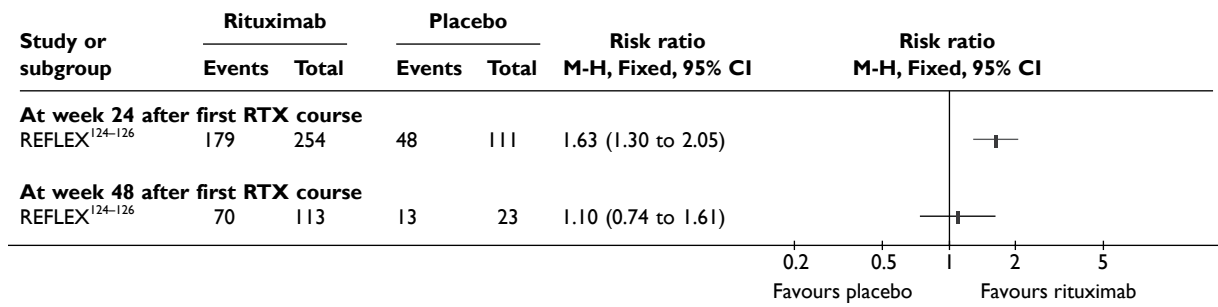 Rituximab Placebo
Study or subgroup Events Total Events Total Risk ratio M-H, Fixed, 95% CI Risk ratio M-H, Fixed, 95% CI
At week 24 after first RTX course
REFLEX124–126 179 254 48 111 1.63 (1.30 to 2.05)
At week 48 after first RTX course
REFLEX124–126 70 113 13 23 1.10 (0.74 to 1.61)
0.2 0.5 1 2 5
Favours placebo Favours rituximab